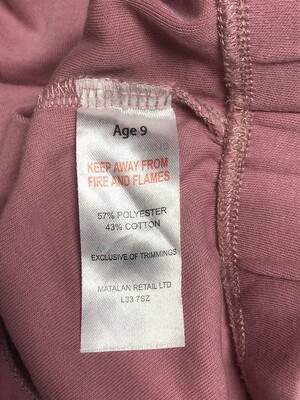 Age 9
KEEP AWAY FROM
FIRE AND FLAMES
57% POLYESTER
43% COTTON
EXCLUSIVE OF TRIMMINGS
MATALAN RETAIL LTD
L33 7SZ